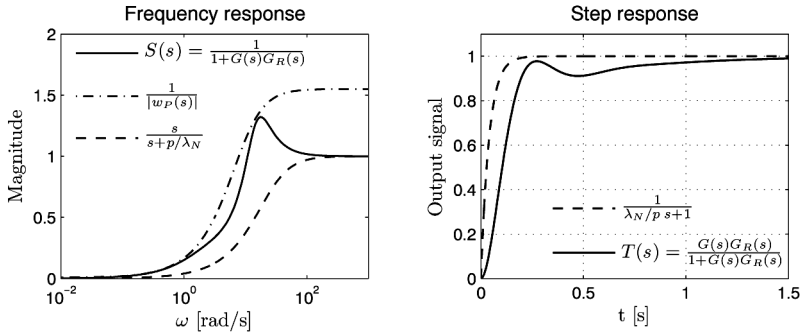 Frequency response
2
1.5
1
0.5
0
Magnitude
S(s) = 1/(1+G(s)G_R(s))
1/|w_P(s)|
s/(s+p/λ_N)
10^−2
10^0
10^2
ω [rad/s]
Step response
1
0.8
0.6
0.4
0.2
0
Output signal
1/(λ_N/p s+1)
T(s) = G(s)G_R(s)/(1+G(s)G_R(s))
0
0.5
1
1.5
t [s]